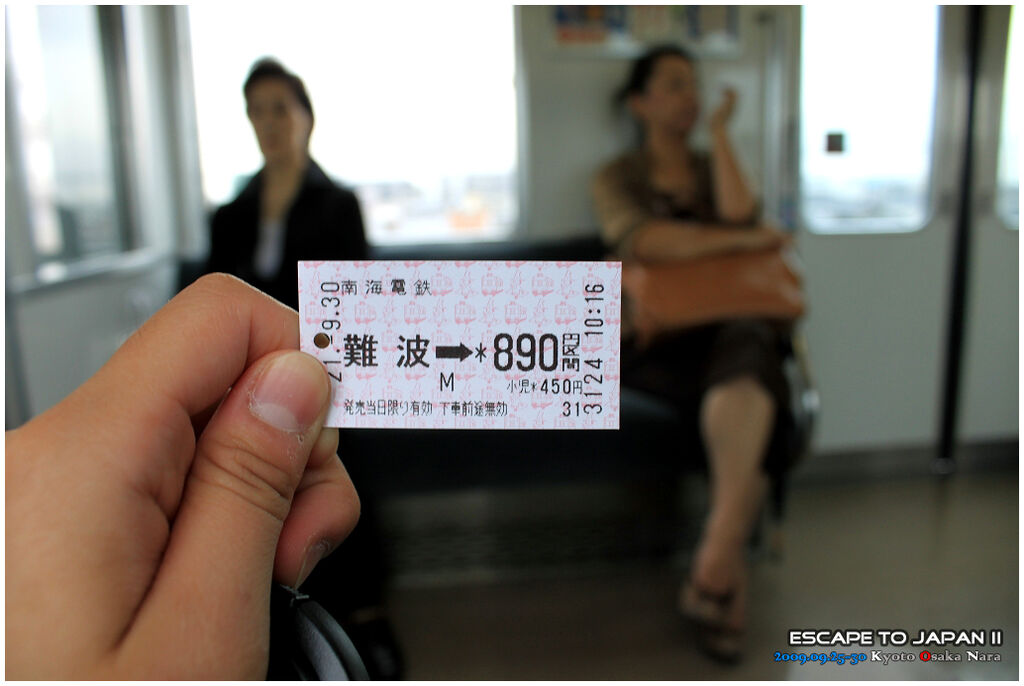 南海電鉄
21.-9.30
難波➡*890円区間
M
小児*450円
発売当日限り有効 下車前途無効
31
3124 10:16
ESCAPE TO JAPAN II
2009.09.25-30 Kyoto Osaka Nara